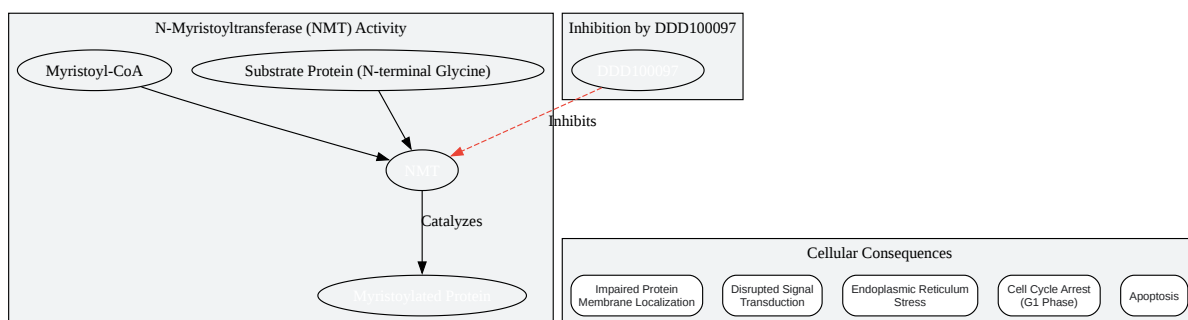 N-Myristoyltransferase (NMT) Activity
Inhibition by DDD100097
Myristoyl-CoA
Substrate Protein (N-terminal Glycine)
DDD100097
Inhibits
NMT
Catalyzes
Myristoylated Protein
Cellular Consequences
Impaired Protein
Membrane Localization
Disrupted Signal
Transduction
Endoplasmic Reticulum
Stress
Cell Cycle Arrest
(G1 Phase)
Apoptosis